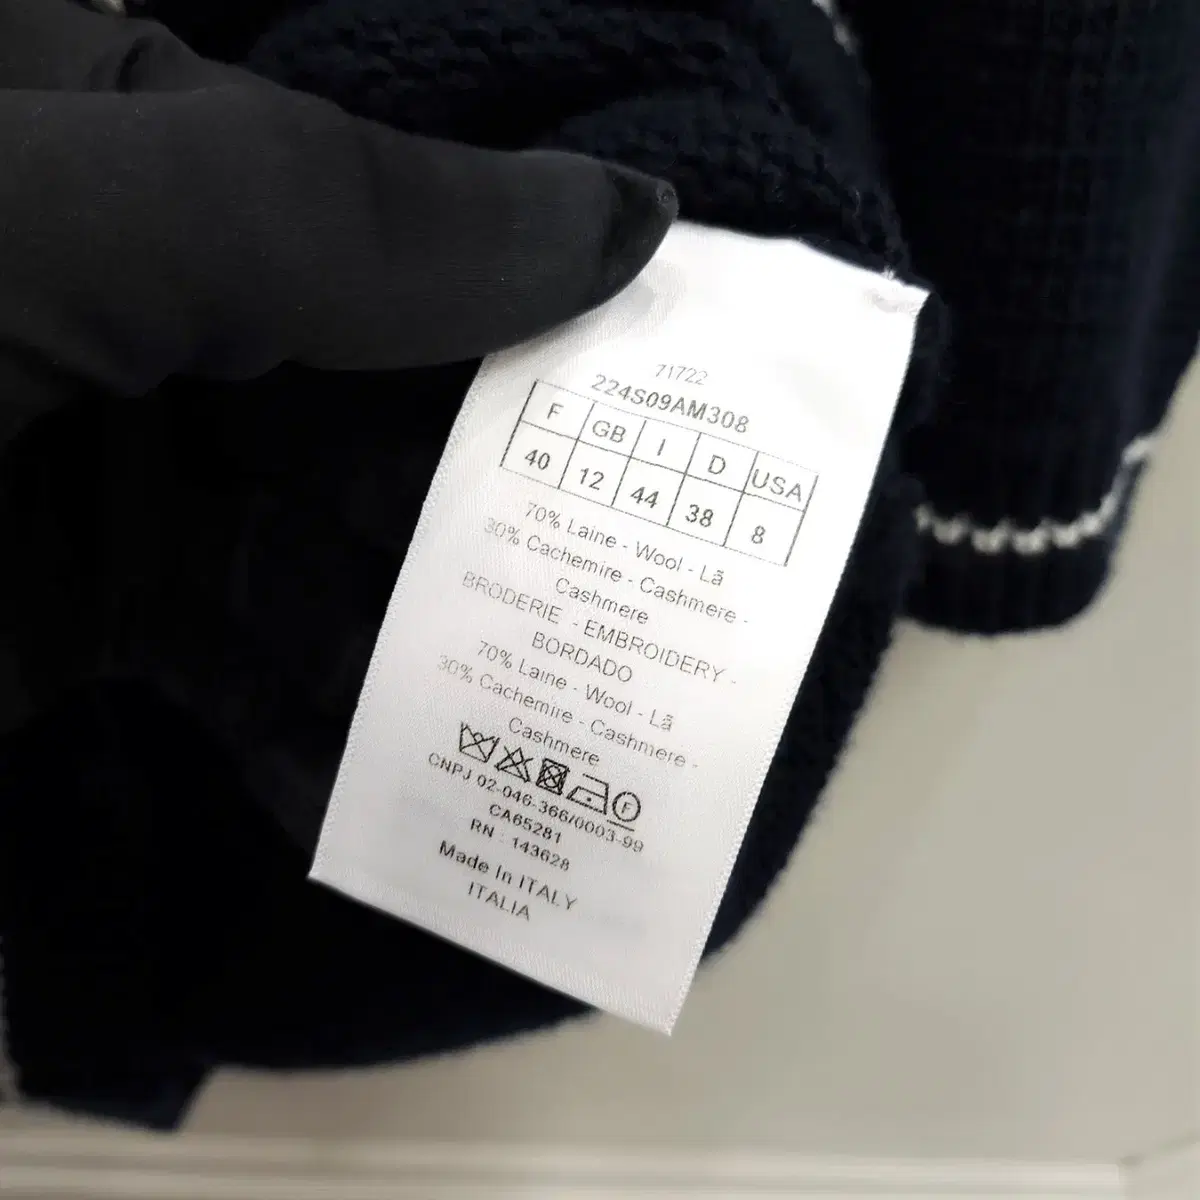 71722
224S09AM308
F GB I D USA
40 12 44 38 8
70% Laine - Wool - Lã
30% Cachemire - Cashmere -
Cashmere
BRODERIE - EMBROIDERY -
BORDADO
70% Laine - Wool - Lã
30% Cachemire - Cashmere -
Cashmere
F
CNPJ 02-046-366/0003-99
CA65281
RN 143628
Made In ITALY
ITALIA